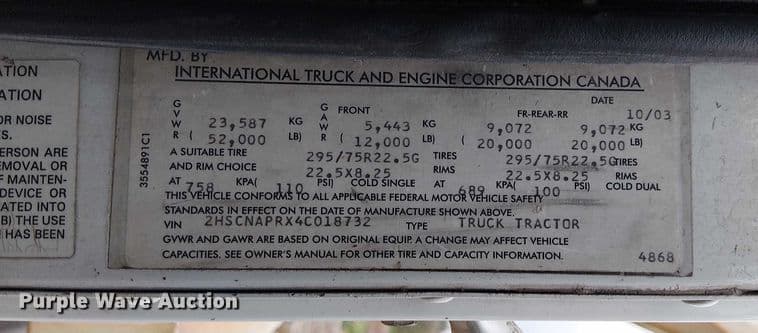 ATION
ATION
OR NOISE
S.
ERSON ARE
EMOVAL OR
F MAINTEN-
DEVICE OR
ATED INTO
B) THE USE
HAS BEEN
3554891C1
MFD. BY
INTERNATIONAL TRUCK AND ENGINE CORPORATION CANADA
DATE
10/03
GVWR 23,587 KG GAWR FRONT 5,443 KG FR-REAR-RR 9,072 9,072 KG
( 52,000 LB) ( 12,000 LB) ( 20,000 20,000 LB)
A SUITABLE TIRE 295/75R22.5G TIRES 295/75R22.5G TIRES
AND RIM CHOICE 22.5X8.25 RIMS 22.5X8.25 RIMS
AT 758 KPA( 110 PSI) COLD SINGLE AT 689 KPA( 100 PSI) COLD DUAL
THIS VEHICLE CONFORMS TO ALL APPLICABLE FEDERAL MOTOR VEHICLE SAFETY
STANDARDS IN EFFECT ON THE DATE OF MANUFACTURE SHOWN ABOVE.
VIN 2HSCNAPRX4C018732 TYPE TRUCK TRACTOR
GVWR AND GAWR ARE BASED ON ORIGINAL EQUIP A CHANGE MAY AFFECT VEHICLE
CAPACITIES. SEE OWNER'S MANUAL FOR OTHER TIRE AND CAPACITY INFORMATION. 4868
Purple Wave Auction